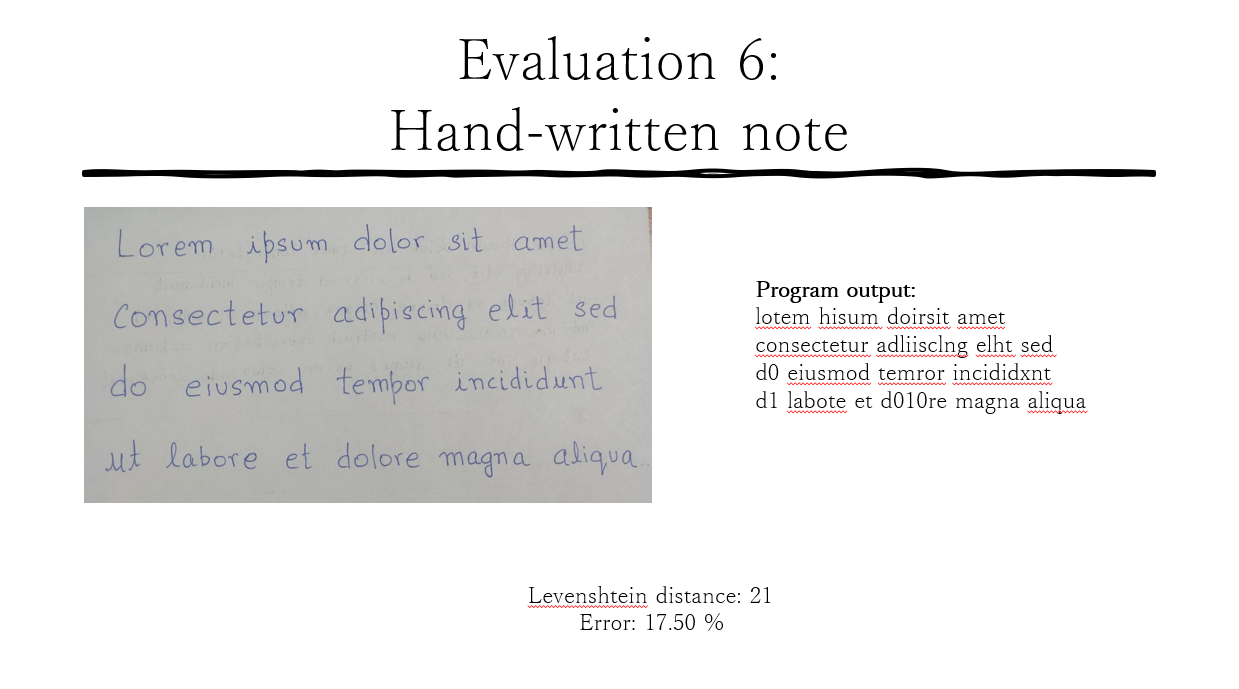 Evaluation 6:
Hand-written note
Lorem ipsum dolor sit amet
Consectetur adipiscing elit sed
do eiusmod tempor incididunt
ut labore et dolore magna aliqua
Program output:
lotem hisum doirsit amet
consectetur adliisclng elht sed
d0 eiusmod temror incididxnt
d1 labote et d010re magna aliqua
Levenshtein distance: 21
Error: 17.50 %